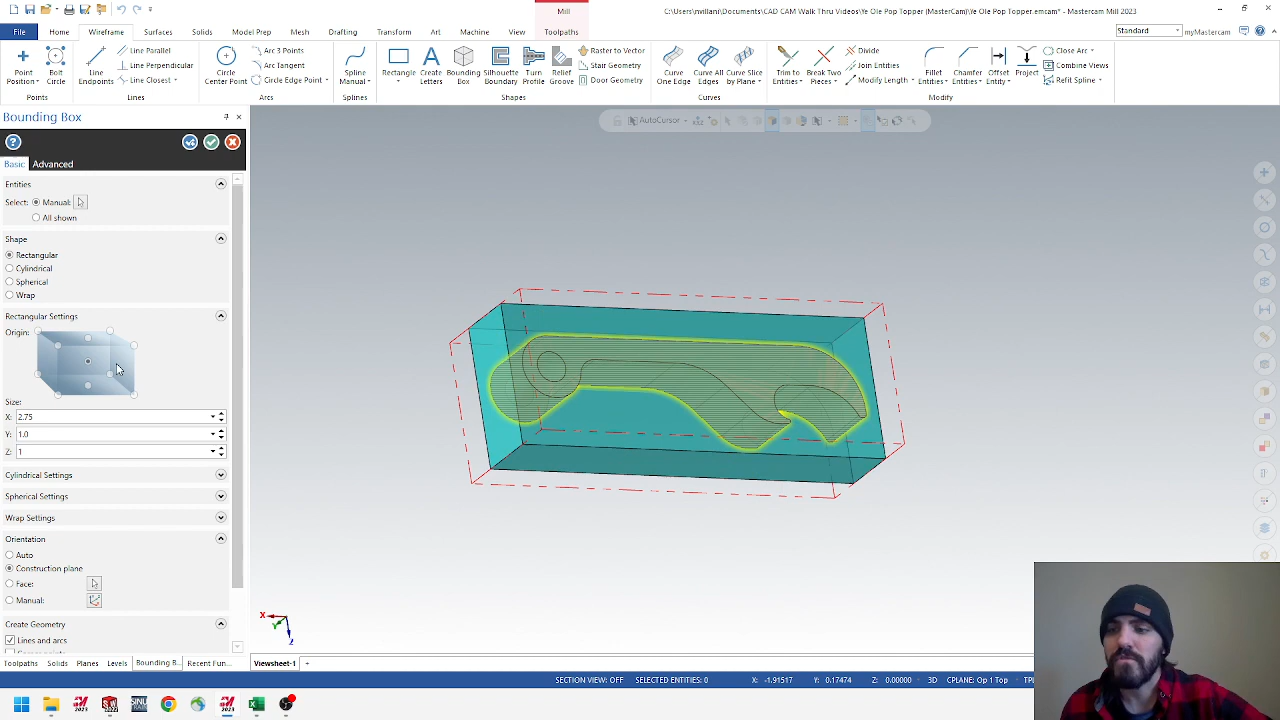 Mill
C:\Users\millani\Documents\CAD CAM Walk Thru Videos\Ye Ole Pop Topper (MasterCam)\Ye Ole Pop Topper.emcam* - Mastercam Mill 2023
File Home Wireframe Surfaces Solids Model Prep Mesh Drafting Transform Art Machine View Toolpaths
Standard myMastercam
Point Position Bolt Circle
Points
Line Endpoints
Line Parallel
Line Perpendicular
Line Closest
Lines
Circle Center Point
Arc 3 Points
Arc Tangent
Circle Edge Point
Arcs
Spline Manual
Splines
Rectangle Create Letters Bounding Box Silhouette Boundary Turn Profile Relief Groove
Raster to Vector
Stair Geometry
Door Geometry
Shapes
Curve One Edge Curve All Edges Curve Slice by Plane
Curves
Trim to Entities Break Two Pieces
Divide
Join Entities
Modify Length
Fillet Entities Chamfer Entities Offset Entity Project
Close Arc
Combine Views
Refit Spline
Modify
Bounding Box
AutoCursor
Basic Advanced
Entities
Select: Manual:
All shown
Shape
Rectangular
Cylindrical
Spherical
Wrap
Rectangular Settings
Origin:
Size:
X: 2.75
Y: 1.0
Z: 1
Cylindrical Settings
Spherical Settings
Wrap Settings
Orientation
Auto
Construction plane
Face:
Manual:
Create Geometry
Lines and arcs
X
Y
Z
Toolpaths Solids Planes Levels Bounding B... Recent Fun...
Viewsheet-1 +
SECTION VIEW: OFF SELECTED ENTITIES: 0 X: -1.91517 Y: 0.17474 Z: 0.00000 3D CPLANE: Op 1 Top
2023
2023